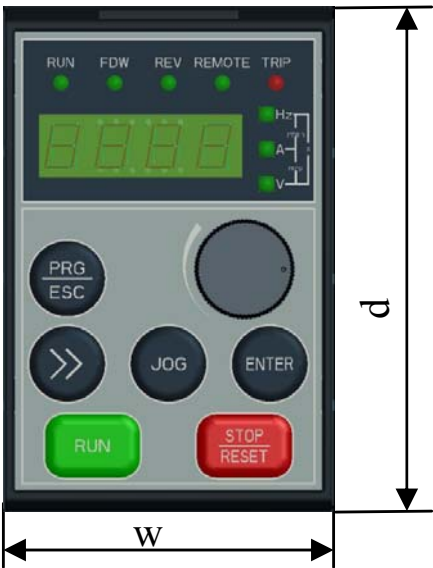 RUN FDW REV REMOTE TRIP
Hz
A
V
PRG
ESC
JOG
ENTER
RUN
STOP
RESET
d
w